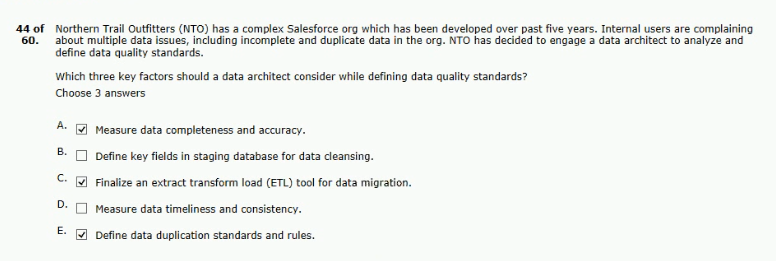 44 of Northern Trail Outfitters (NTO) has a complex Salesforce org which has been developed over past five years. Internal users are complaining
60. about multiple data issues, including incomplete and duplicate data in the org. NTO has decided to engage a data architect to analyze and
define data quality standards.
Which three key factors should a data architect consider while defining data quality standards?
Choose 3 answers
A. Measure data completeness and accuracy.
B. Define key fields in staging database for data cleansing.
C. Finalize an extract transform load (ETL) tool for data migration.
D. Measure data timeliness and consistency.
E. Define data duplication standards and rules.